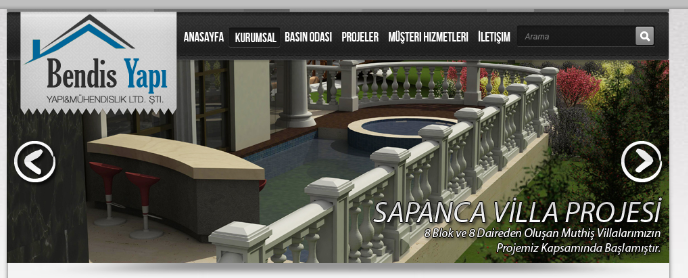 Bendis Yapı
YAPI&MÜHENDİSLİK LTD. ŞTİ.
ANASAYFA KURUMSAL BASIN ODASI PROJELER MÜŞTERİ HİZMETLERİ İLETİŞİM Arama
SAPANCA VİLLA PROJESİ
8 Blok ve 8 Daireden Oluşan Muthiş Villalarımızın
Projemiz Kapsamında Başlamıştır.